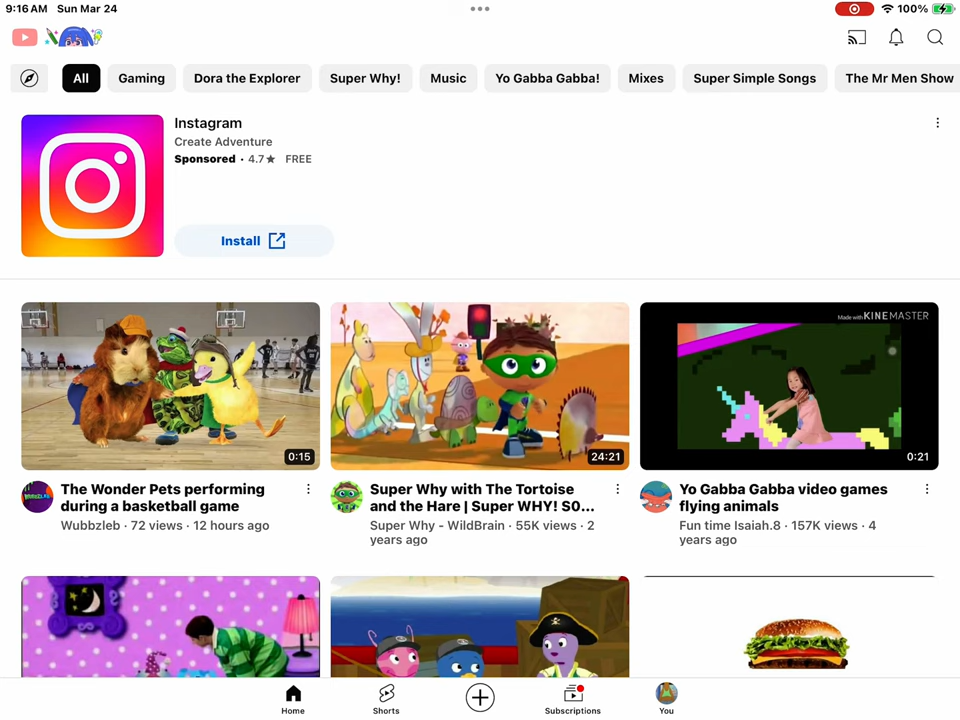 9:16 AM Sun Mar 24
100%
All
Gaming
Dora the Explorer
Super Why!
Music
Yo Gabba Gabba!
Mixes
Super Simple Songs
The Mr Men Show
Instagram
Create Adventure
Sponsored · 4.7★ FREE
Install
Made with KINEMASTER
0:15
24:21
0:21
The Wonder Pets performing
during a basketball game
Wubbzleb · 72 views · 12 hours ago
Super Why with The Tortoise
and the Hare | Super WHY! S0...
Super Why - WildBrain · 55K views · 2
years ago
Yo Gabba Gabba video games
flying animals
Fun time Isaiah.8 · 157K views · 4
years ago
Home
Shorts
Subscriptions
You